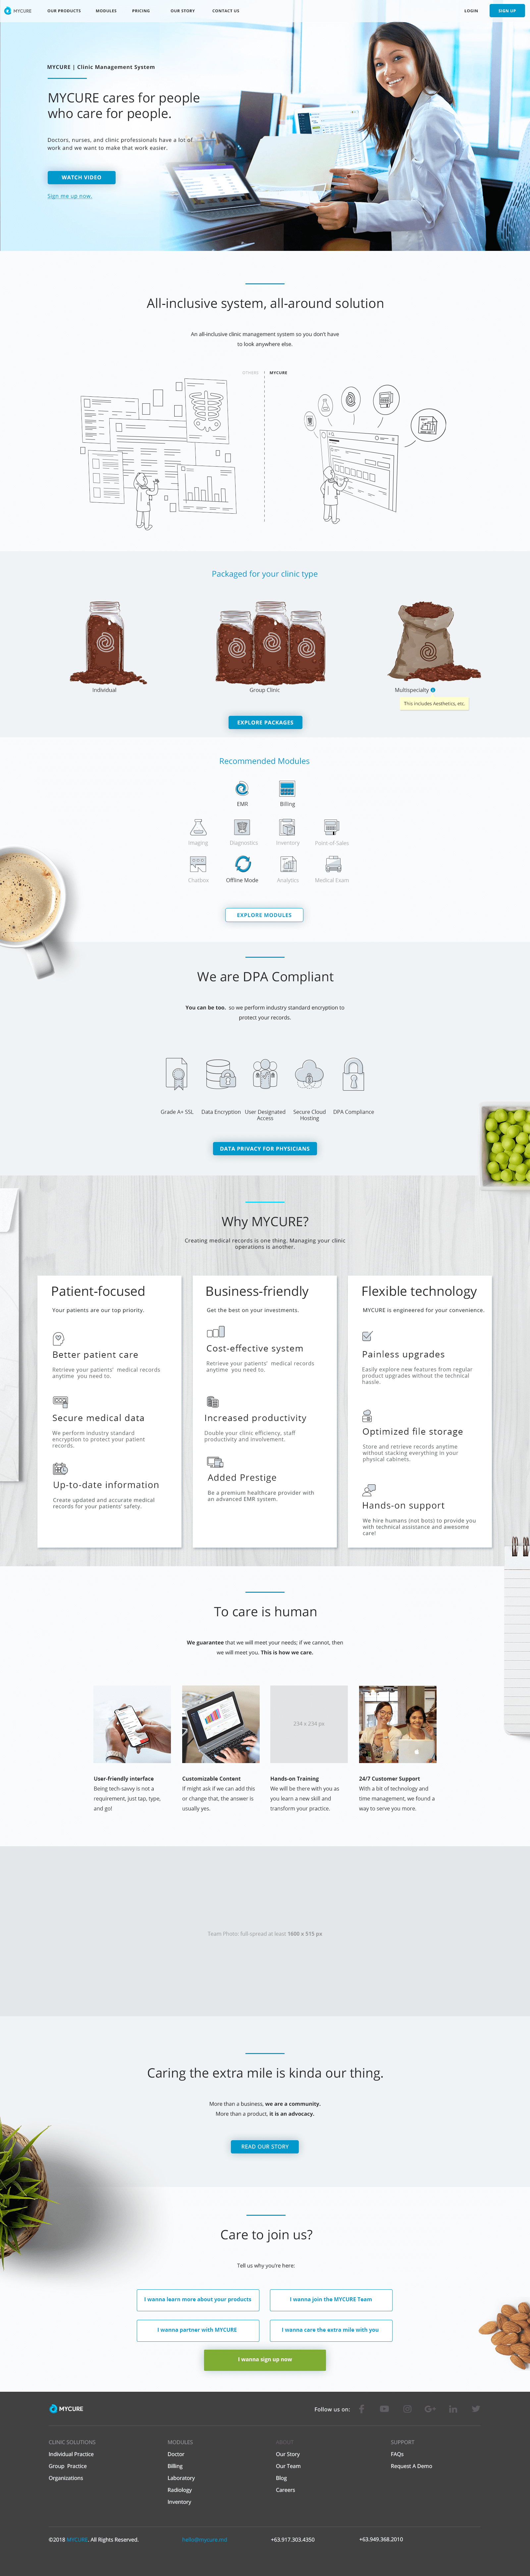 MYCURE
OUR PRODUCTS
MODULES
PRICING
OUR STORY
CONTACT US
LOGIN
SIGN UP
MYCURE | Clinic Management System
MYCURE cares for people
who care for people.
Doctors, nurses, and clinic professionals have a lot of
work and we want to make that work easier.
WATCH VIDEO
Sign me up now.
All-inclusive system, all-around solution
An all-inclusive clinic management system so you don't have
to look anywhere else.
OTHERS
MYCURE
Packaged for your clinic type
Individual
Group Clinic
Multispecialty
This includes Aesthetics, etc.
EXPLORE PACKAGES
Recommended Modules
EMR
Billing
Imaging
Diagnostics
Inventory
Point-of-Sales
Chatbox
Offline Mode
Analytics
Medical Exam
EXPLORE MODULES
We are DPA Compliant
You can be too. so we perform industry standard encryption to
protect your records.
Grade A+ SSL
Data Encryption
User Designated
Access
Secure Cloud
Hosting
DPA Compliance
DATA PRIVACY FOR PHYSICIANS
Why MYCURE?
Creating medical records is one thing. Managing your clinic
operations is another.
Patient-focused
Your patients are our top priority.
Better patient care
Retrieve your patients' medical records
anytime you need to.
Secure medical data
We perform industry standard
encryption to protect your patient
records.
Up-to-date information
Create updated and accurate medical
records for your patients' safety.
Business-friendly
Get the best on your investments.
Cost-effective system
Retrieve your patients' medical records
anytime you need to.
Increased productivity
Double your clinic efficiency, staff
productivity and involvement.
Added Prestige
Be a premium healthcare provider with
an advanced EMR system.
Flexible technology
MYCURE is engineered for your convenience.
Painless upgrades
Easily explore new features from regular
product upgrades without the technical
hassle.
Optimized file storage
Store and retrieve records anytime
without stacking everything in your
physical cabinets.
Hands-on support
We hire humans (not bots) to provide you
with technical assistance and awesome
care!
To care is human
We guarantee that we will meet your needs; if we cannot, then
we will meet you. This is how we care.
234 x 234 px
User-friendly interface
Being tech-savvy is not a
requirement, just tap, type,
and go!
Customizable Content
If might ask if we can add this
or change that, the answer is
usually yes.
Hands-on Training
We will be there with you as
you learn a new skill and
transform your practice.
24/7 Customer Support
With a bit of technology and
time management, we found a
way to serve you more.
Team Photo: full-spread at least 1600 x 515 px
Caring the extra mile is kinda our thing.
More than a business, we are a community.
More than a product, it is an advocacy.
READ OUR STORY
Care to join us?
Tell us why you're here:
I wanna learn more about your products
I wanna join the MYCURE Team
I wanna partner with MYCURE
I wanna care the extra mile with you
I wanna sign up now
MYCURE
Follow us on:
CLINIC SOLUTIONS
Individual Practice
Group Practice
Organizations
MODULES
Doctor
Billing
Laboratory
Radiology
Inventory
ABOUT
Our Story
Our Team
Blog
Careers
SUPPORT
FAQs
Request A Demo
©2018 MYCURE. All Rights Reserved.
hello@mycure.md
+63.917.303.4350
+63.949.368.2010